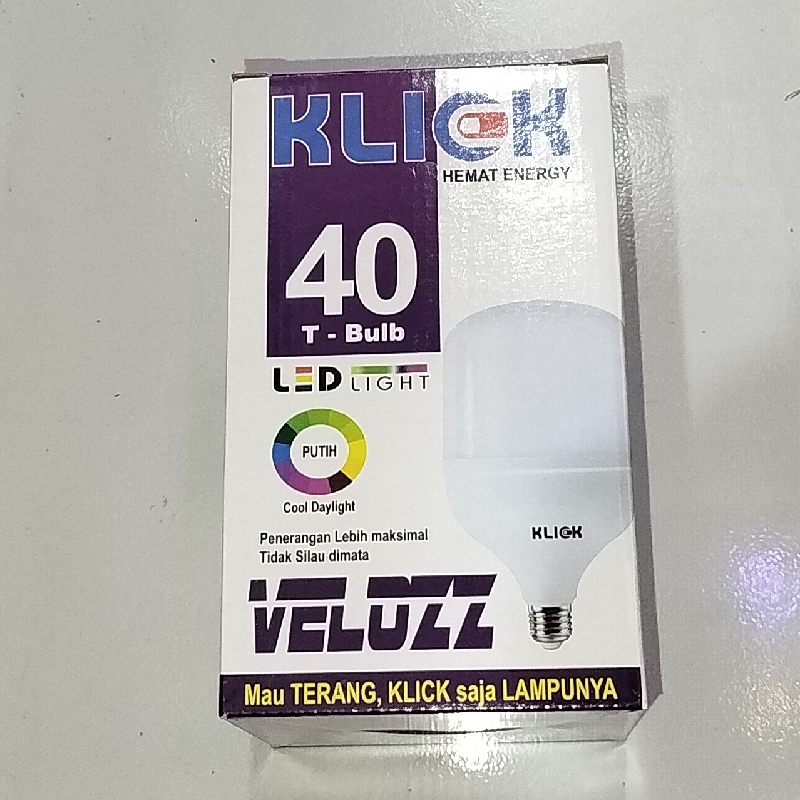 KLICK
HEMAT ENERGY
40
T - Bulb
LED LIGHT
PUTIH
Cool Daylight
Penerangan Lebih maksimal
Tidak Silau dimata
KLICK
VELOZZ
Mau TERANG, KLICK saja LAMPUNYA